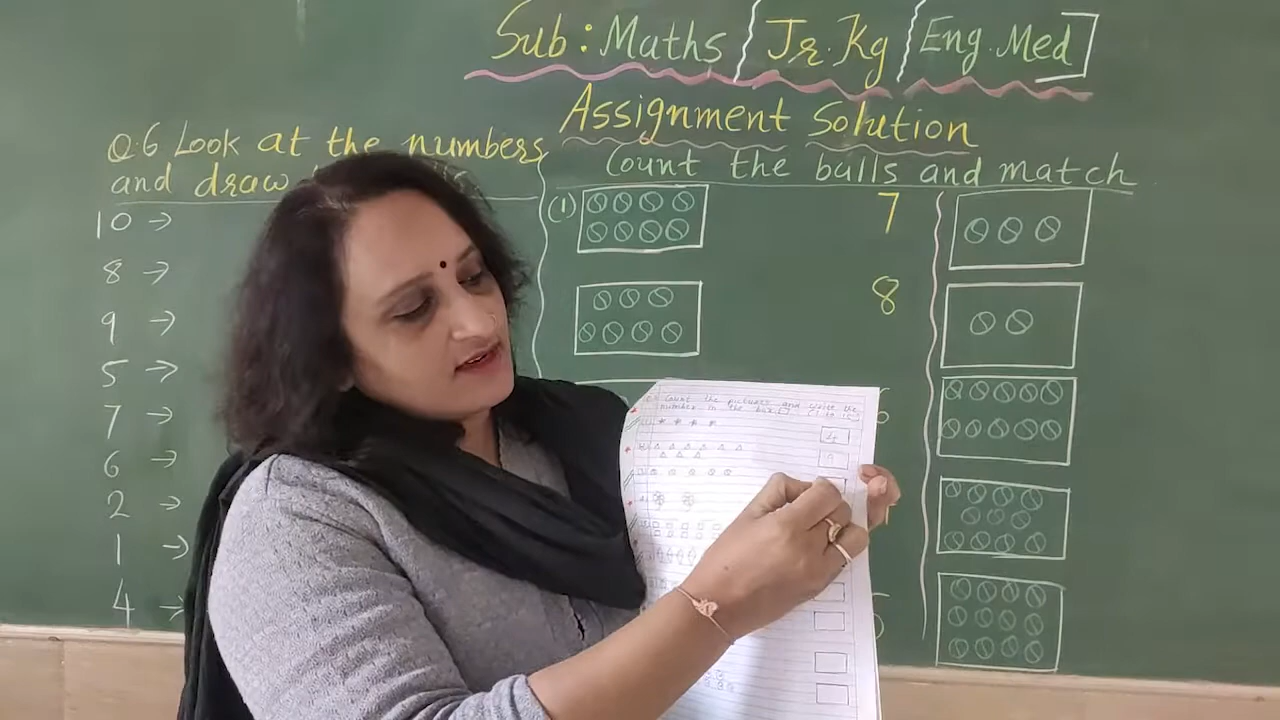 Sub : Maths / Jr. Kg / Eng. Med]
Assignment Solution
Q.6 Look at the numbers
and draw
10 →
8 →
9 →
5 →
7 →
6 →
2 →
1 →
4 →
Count the balls and match
(1)
7
8
Count the pictures and write the
number in the box.
4
9